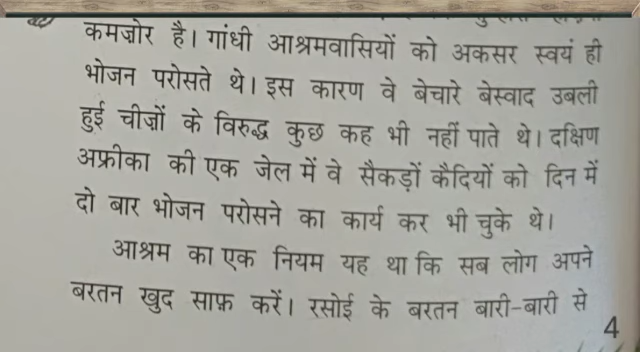 कमज़ोर है। गांधी आश्रमवासियों को अकसर स्वयं ही
भोजन परोसते थे। इस कारण वे बेचारे बेस्वाद उबली
हुई चीज़ों के विरुद्ध कुछ कह भी नहीं पाते थे। दक्षिण
अफ्रीका की एक जेल में वे सैकड़ों कैदियों को दिन में
दो बार भोजन परोसने का कार्य कर भी चुके थे।
आश्रम का एक नियम यह था कि सब लोग अपने
बरतन खुद साफ़ करें। रसोई के बरतन बारी-बारी से
4